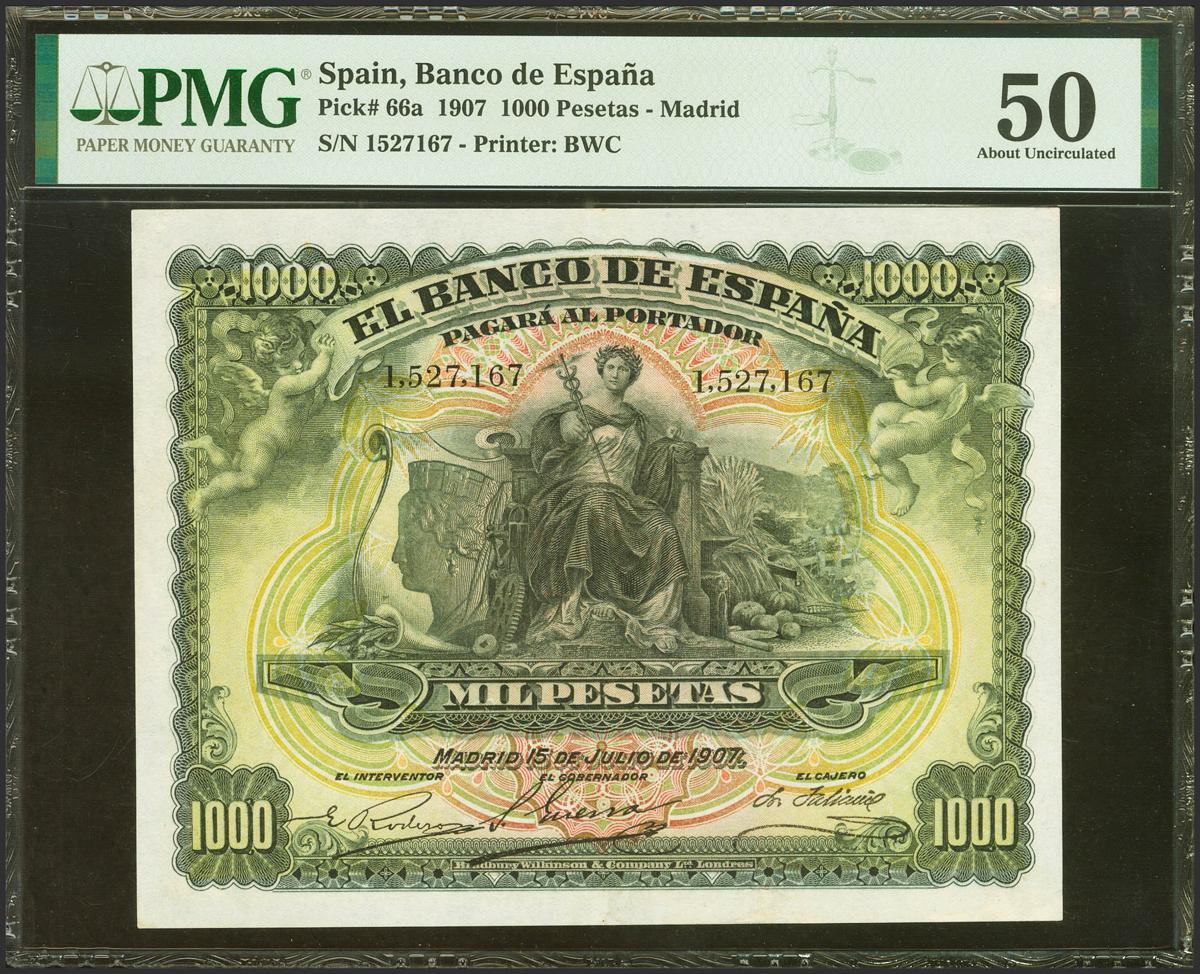 PMG®
PAPER MONEY GUARANTY
Spain, Banco de España
Pick# 66a 1907 1000 Pesetas - Madrid
S/N 1527167 - Printer: BWC
50
About Uncirculated
1000
1000
EL BANCO DE ESPAÑA
PAGARÁ AL PORTADOR
1,527,167
1,527,167
MIL PESETAS
MADRID 15 DE JULIO DE 1907
EL INTERVENTOR
EL GOBERNADOR
EL CAJERO
1000
1000
Bradbury Wilkinson & Company Ld. Londres